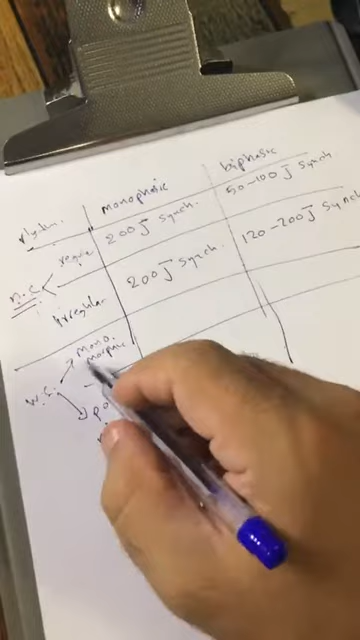 Rhythm. monophasic biphasic
n.c. regular 200 J Synch. 50-100 J Synch
irregular 200 J Synch. 120-200 J Synch
w.c. mono
morphic
po